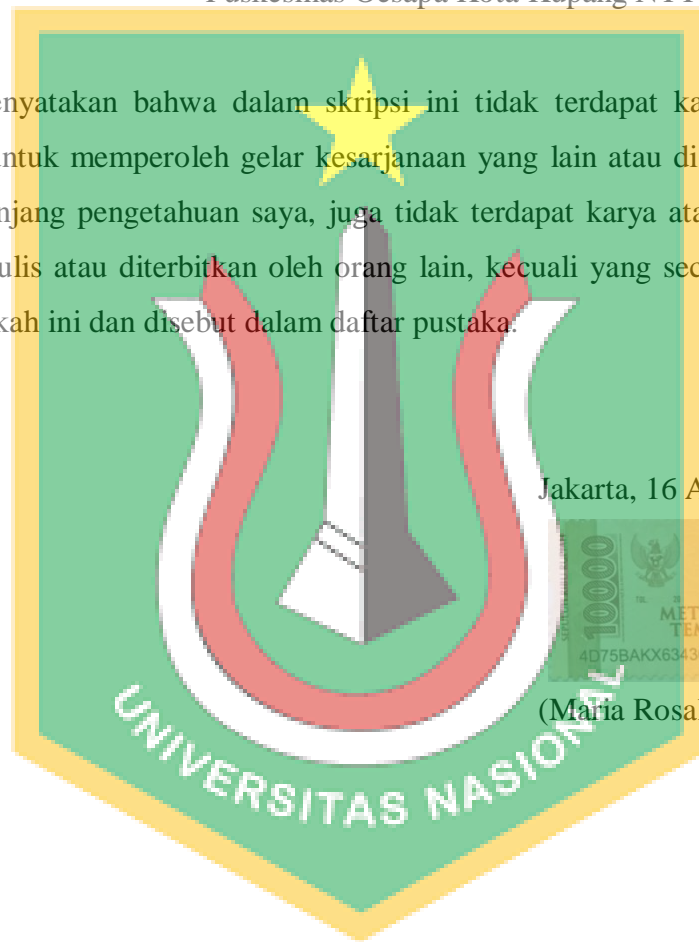 Puskesmas Oesapa Kota Kupang NTT
enyatakan bahwa dalam skripsi ini tidak terdapat ka
ntuk memperoleh gelar kesarjanaan yang lain atau di
njang pengetahuan saya, juga tidak terdapat karya ata
ulis atau diterbitkan oleh orang lain, kecuali yang sec
kah ini dan disebut dalam daftar pustaka.
Jakarta, 16 A
10000
MET
TEM
4D75BAKX6343
(Maria Rosa
UNIVERSITAS NASIONAL